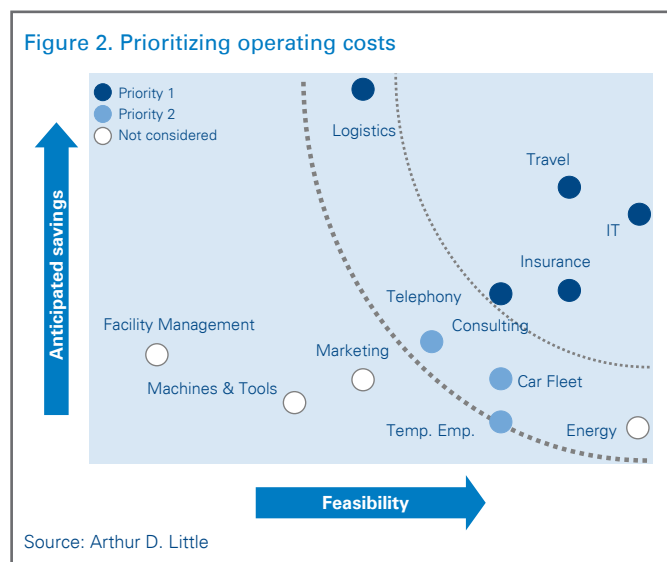 Figure 2. Prioritizing operating costs
Priority 1
Priority 2
Not considered
Logistics
Travel
IT
Insurance
Telephony
Consulting
Facility Management
Marketing
Machines & Tools
Car Fleet
Temp. Emp.
Energy
Anticipated savings
Feasibility
Source: Arthur D. Little